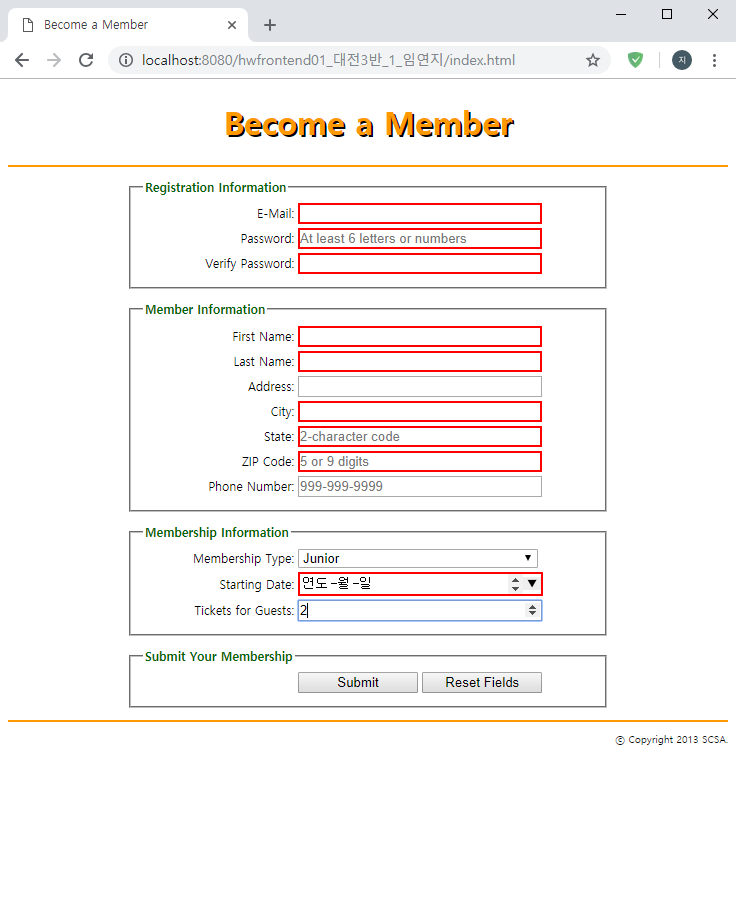 Become a Member
localhost:8080/hwfrontend01_대전3반_1_임연지/index.html
지
Become a Member
Registration Information
E-Mail:
Password: At least 6 letters or numbers
Verify Password:
Member Information
First Name:
Last Name:
Address:
City:
State: 2-character code
ZIP Code: 5 or 9 digits
Phone Number: 999-999-9999
Membership Information
Membership Type: Junior
Starting Date: 연도-월-일
Tickets for Guests: 2
Submit Your Membership
Submit Reset Fields
© Copyright 2013 SCSA.